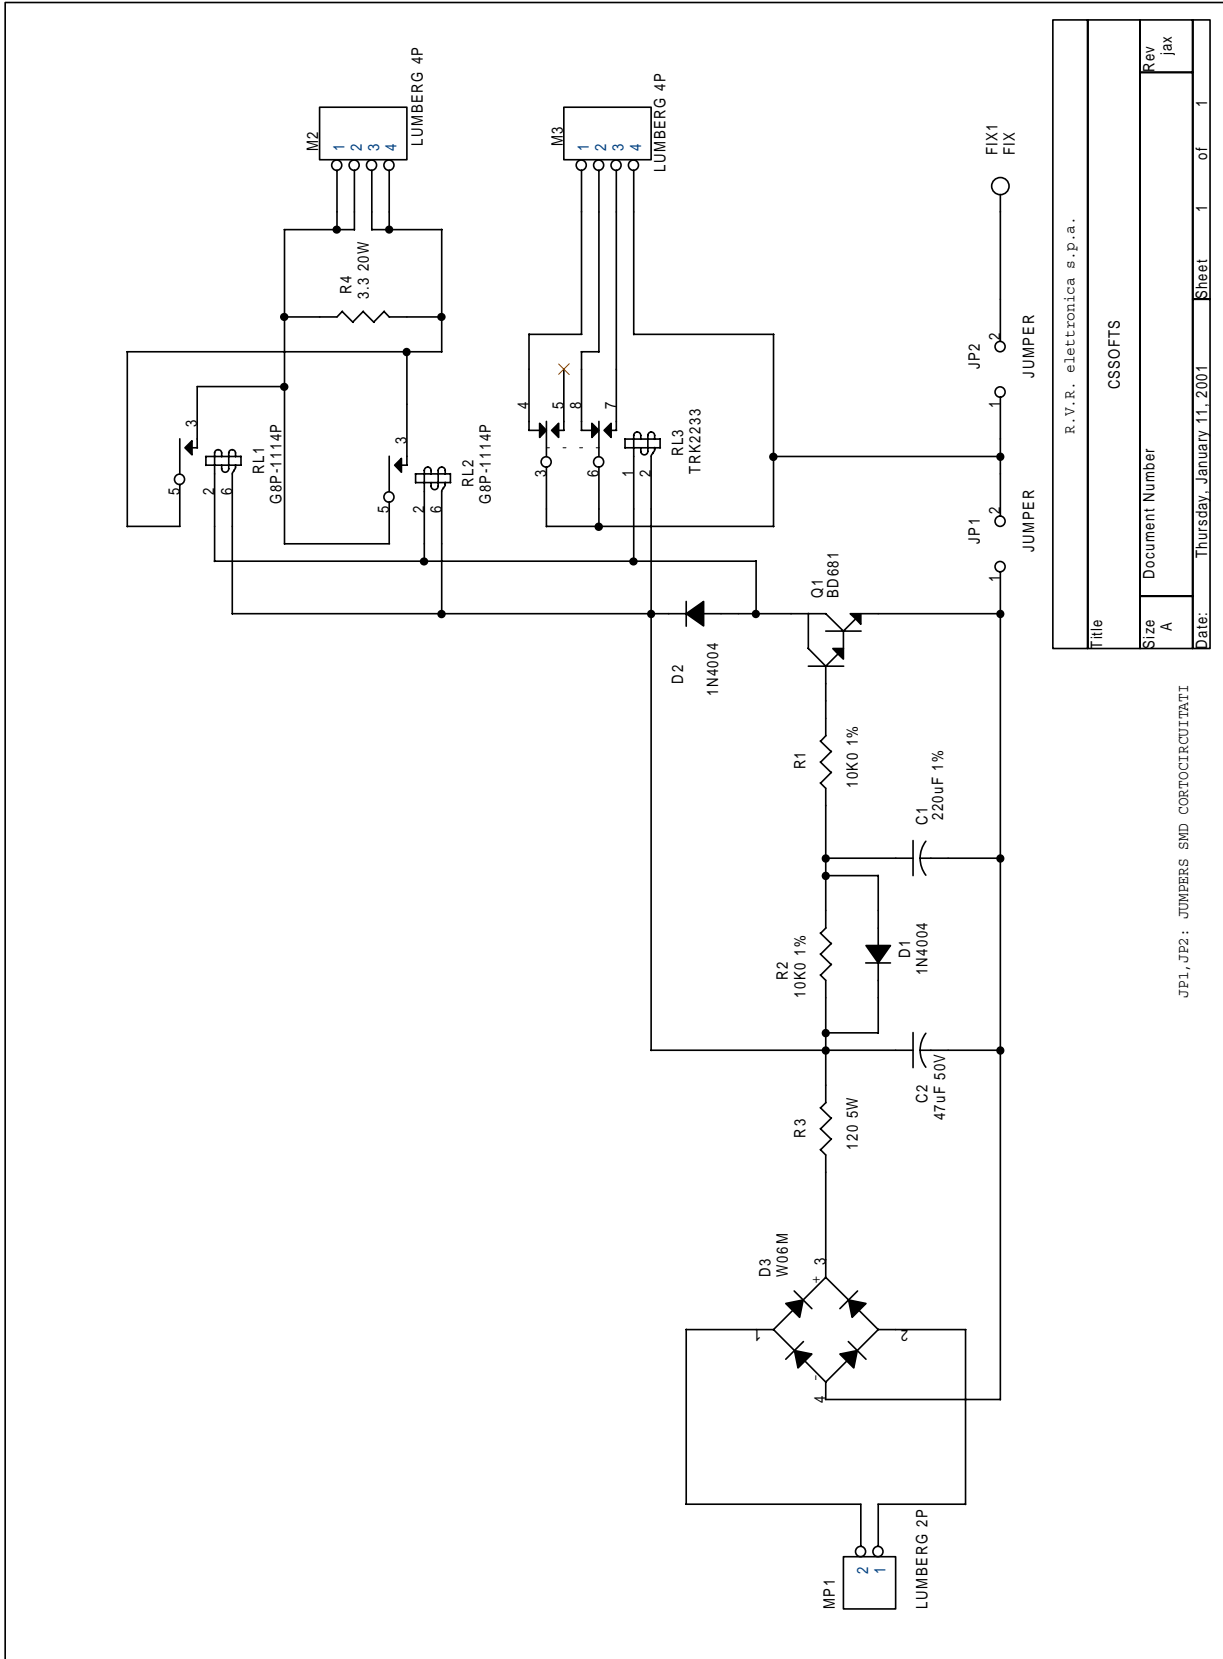 M2
1
2
3
4
LUMBERG 4P
R4
3.3 20W
3
5
2
6
RL1
G8P-1114P
3
5
2
6
RL2
G8P-1114P
M3
1
2
3
4
LUMBERG 4P
4
5
8
7
3
6
1
2
RL3
TRK2233
FIX1
FIX
JP2
1
2
JUMPER
JP1
1
2
JUMPER
Q1
BD681
D2
1N4004
R1
10K0 1%
C1
220uF 1%
R2
10K0 1%
D1
1N4004
C2
47uF 50V
R3
120 5W
D3
W06M
1
2
+ 3
- 4
MP1
2
1
LUMBERG 2P
R.V.R. elettronica s.p.a.
Title
CSSOFTS
Size
A
Document Number
Rev
jax
Date:
Thursday, January 11, 2001
Sheet
1
of
1
JP1,JP2: JUMPERS SMD CORTOCIRCUITATI